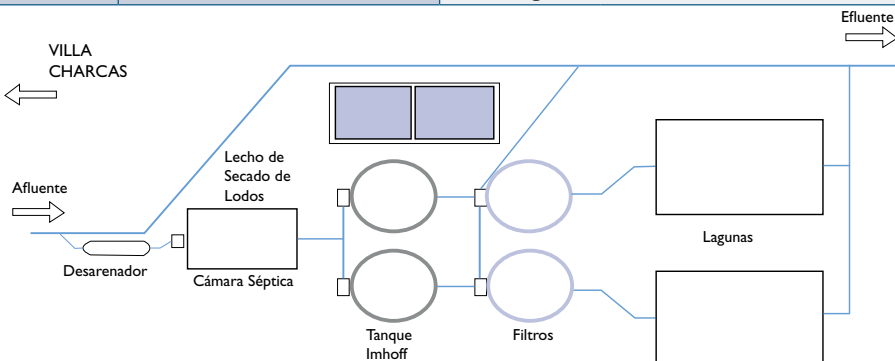 Efluente
VILLA
CHARCAS
Lecho de
Secado de
Lodos
Afluente
Desarenador
Cámara Séptica
Lagunas
Tanque
Imhoff
Filtros